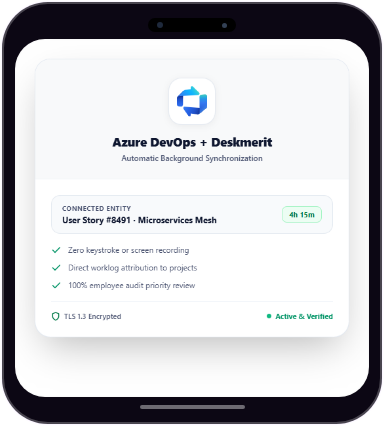 Azure DevOps + Deskmerit
Automatic Background Synchronization
CONNECTED ENTITY
User Story #8491 · Microservices Mesh
4h 15m
Zero keystroke or screen recording
Direct worklog attribution to projects
100% employee audit priority review
TLS 1.3 Encrypted
Active & Verified